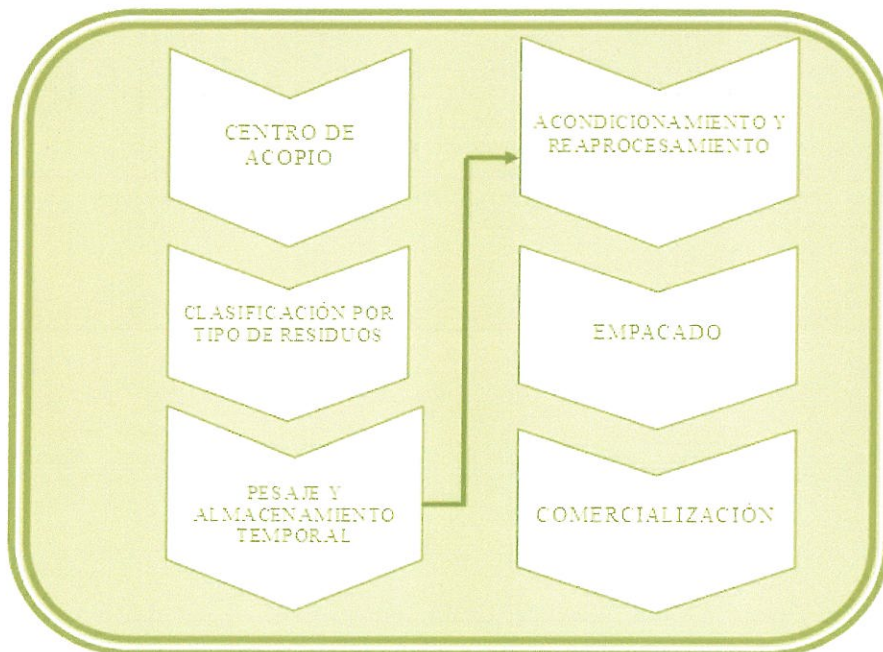 CENTRO DE
ACOPIO
CLASIFICACIÓN POR
TIPO DE RESIDUOS
PESAJE Y
ALMACENAMIENTO
TEMPORAL
ACONDICIONAMIENTO Y
REAPROCESAMIENTO
EMPACADO
COMERCIALIZACIÓN